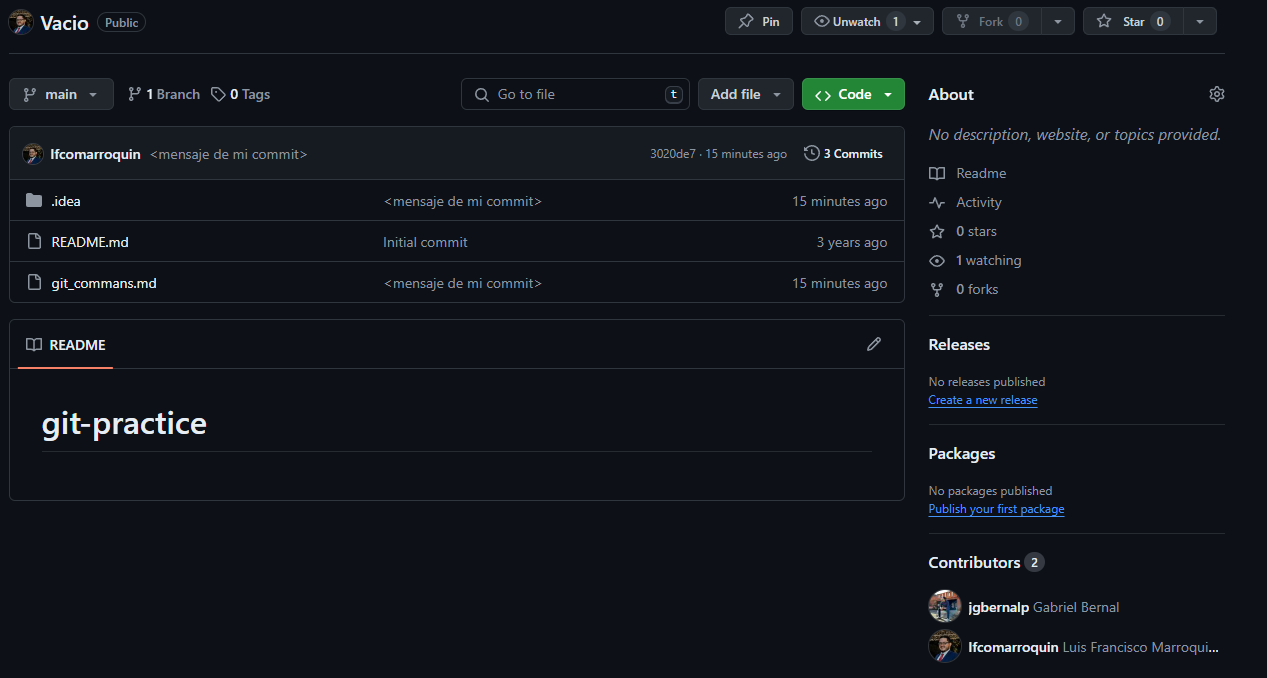 Vacio Public Pin Unwatch 1 Fork 0 Star 0
main 1 Branch 0 Tags Go to file t Add file Code
lfcomarroquin <mensaje de mi commit> 3020de7 · 15 minutes ago 3 Commits
.idea <mensaje de mi commit> 15 minutes ago
README.md Initial commit 3 years ago
git_commans.md <mensaje de mi commit> 15 minutes ago
README
git-practice
About
No description, website, or topics provided.
Readme
Activity
0 stars
1 watching
0 forks
Releases
No releases published
Create a new release
Packages
No packages published
Publish your first package
Contributors 2
jgbernalp Gabriel Bernal
lfcomarroquin Luis Francisco Marroqui...